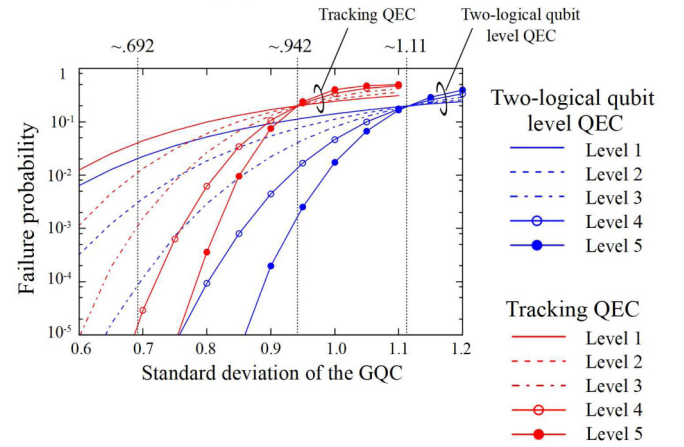 Tracking QEC
Two-logical qubit
level QEC
~.692
~.942
~1.11
1
10-1
10-2
10-3
10-4
10-5
Failure probability
0.6
0.7
0.8
0.9
1.0
1.1
1.2
Standard deviation of the GQC
Two-logical qubit
level QEC
Level 1
Level 2
Level 3
Level 4
Level 5
Tracking QEC
Level 1
Level 2
Level 3
Level 4
Level 5